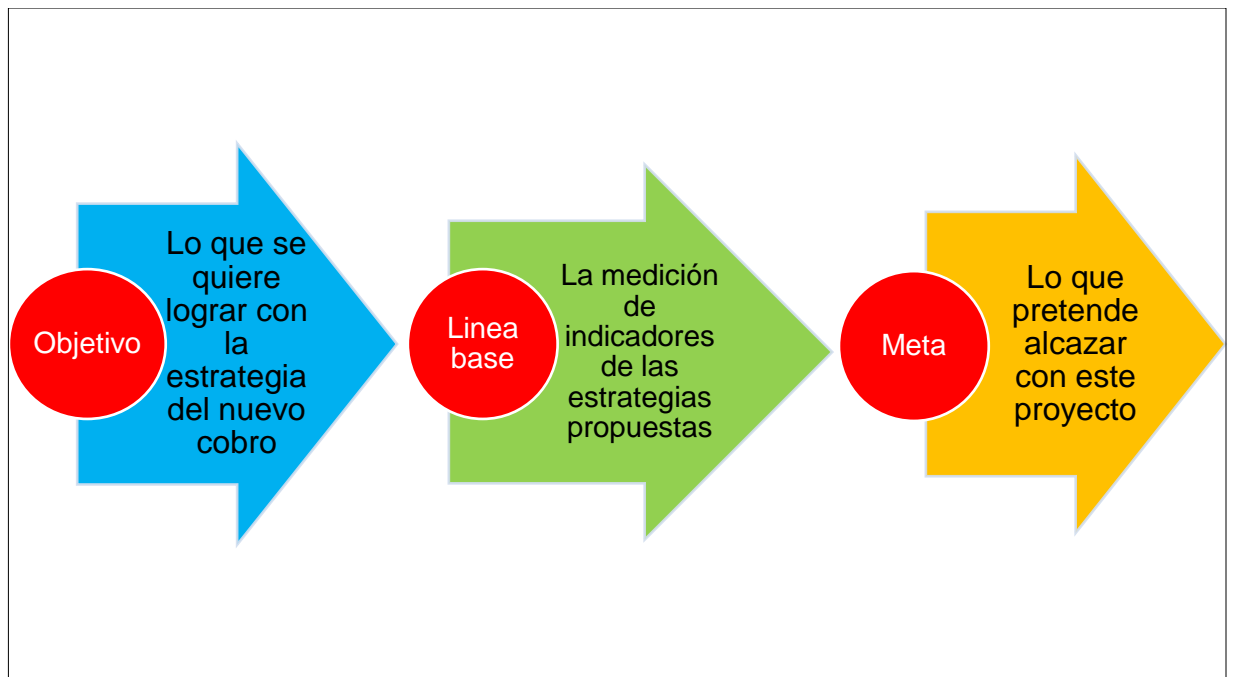 Objetivo
Lo que se
quiere
lograr con
la
estrategia
del nuevo
cobro
Linea
base
La medición
de
indicadores
de las
estrategias
propuestas
Meta
Lo que
pretende
alcazar
con este
proyecto